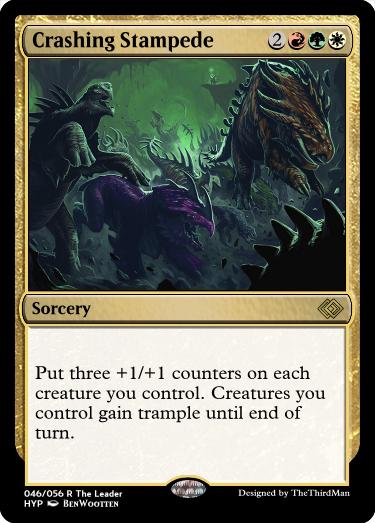 Crashing Stampede 2
Sorcery
Put three +1/+1 counters on each
creature you control. Creatures you
control gain trample until end of
turn.
046/056 R The Leader
HYP BenWootten
Designed by TheThirdMan